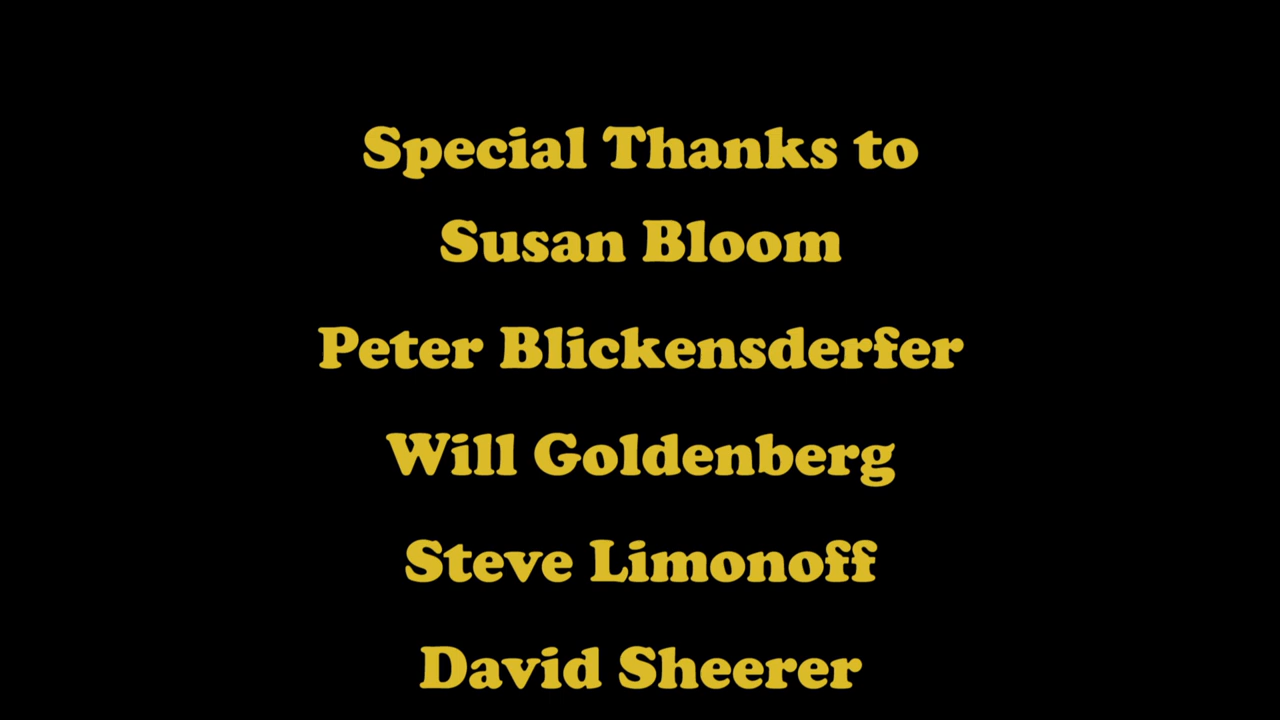 Special Thanks to
Susan Bloom
Peter Blickensderfer
Will Goldenberg
Steve Limonoff
David Sheerer